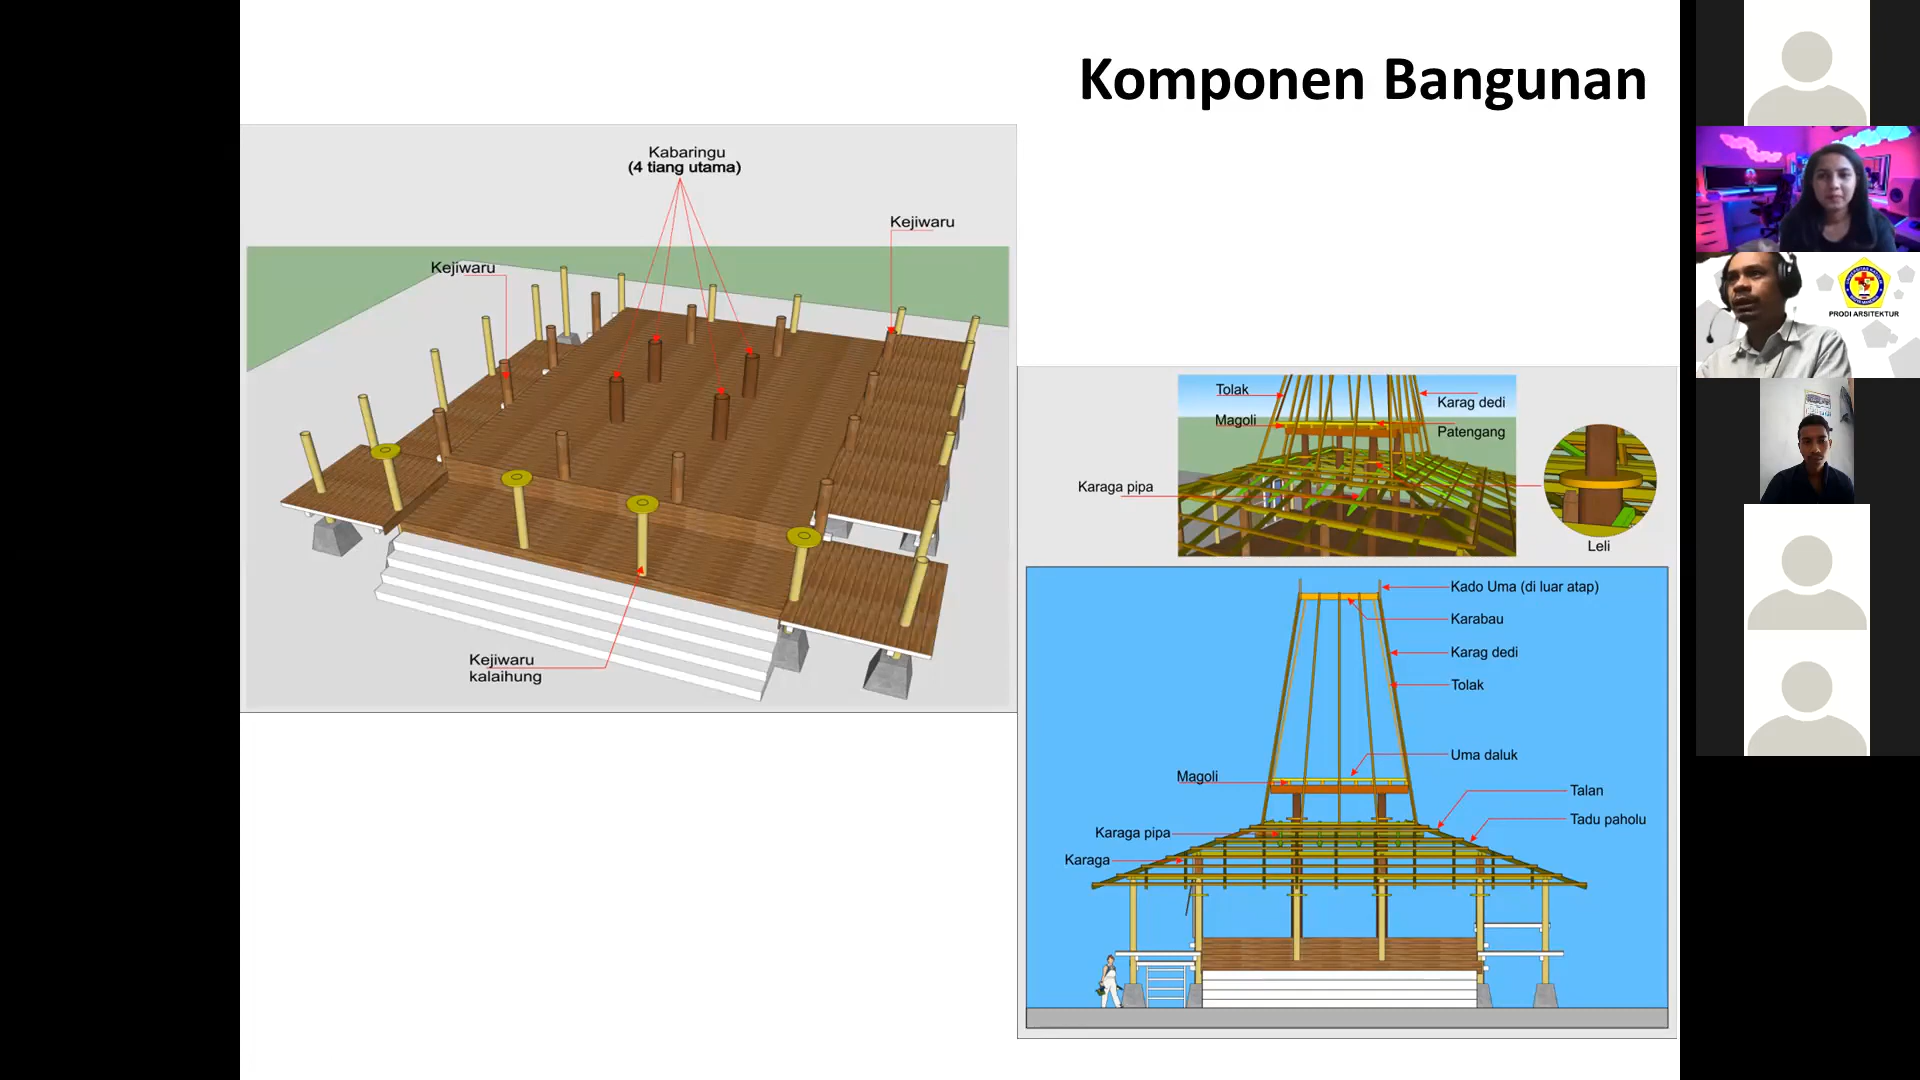 Komponen Bangunan
Kabaringu
(4 tiang utama)
Kejiwaru
Kejiwaru
Kejiwaru
kalaihung
Tolak
Magoli
Karaga pipa
Karag dedi
Patengang
Leli
Kado Uma (di luar atap)
Karabau
Karag dedi
Tolak
Uma daluk
Magoli
Talan
Tadu paholu
Karaga pipa
Karaga
PRODI ARSITEKTUR